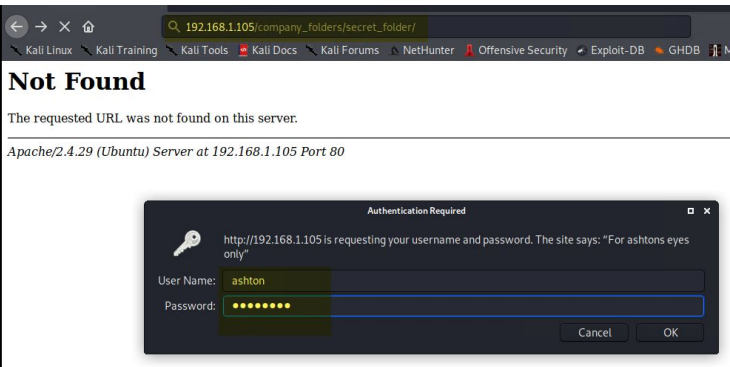 192.168.1.105/company_folders/secret_folder/
Kali Linux Kali Training Kali Tools Kali Docs Kali Forums NetHunter Offensive Security Exploit-DB GHDB M
Not Found
The requested URL was not found on this server.
Apache/2.4.29 (Ubuntu) Server at 192.168.1.105 Port 80
Authentication Required
http://192.168.1.105 is requesting your username and password. The site says: “For ashtons eyes
only”
User Name: ashton
Password: ●●●●●●●●
Cancel OK